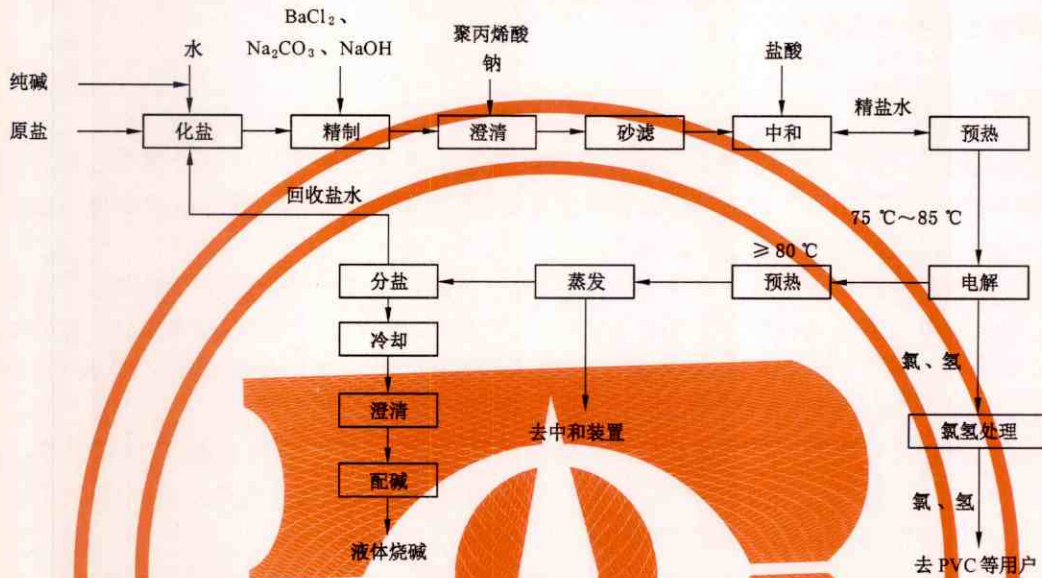 BaCl₂、
Na₂CO₃、NaOH
水
聚丙烯酸
钠
盐酸
纯碱
原盐
化盐
精制
澄清
砂滤
中和
精盐水
预热
回收盐水
75 ℃～85 ℃
≥80 ℃
分盐
蒸发
预热
电解
冷却
氯、氢
澄清
去中和装置
氯氢处理
配碱
氯、氢
液体烧碱
去 PVC 等用户